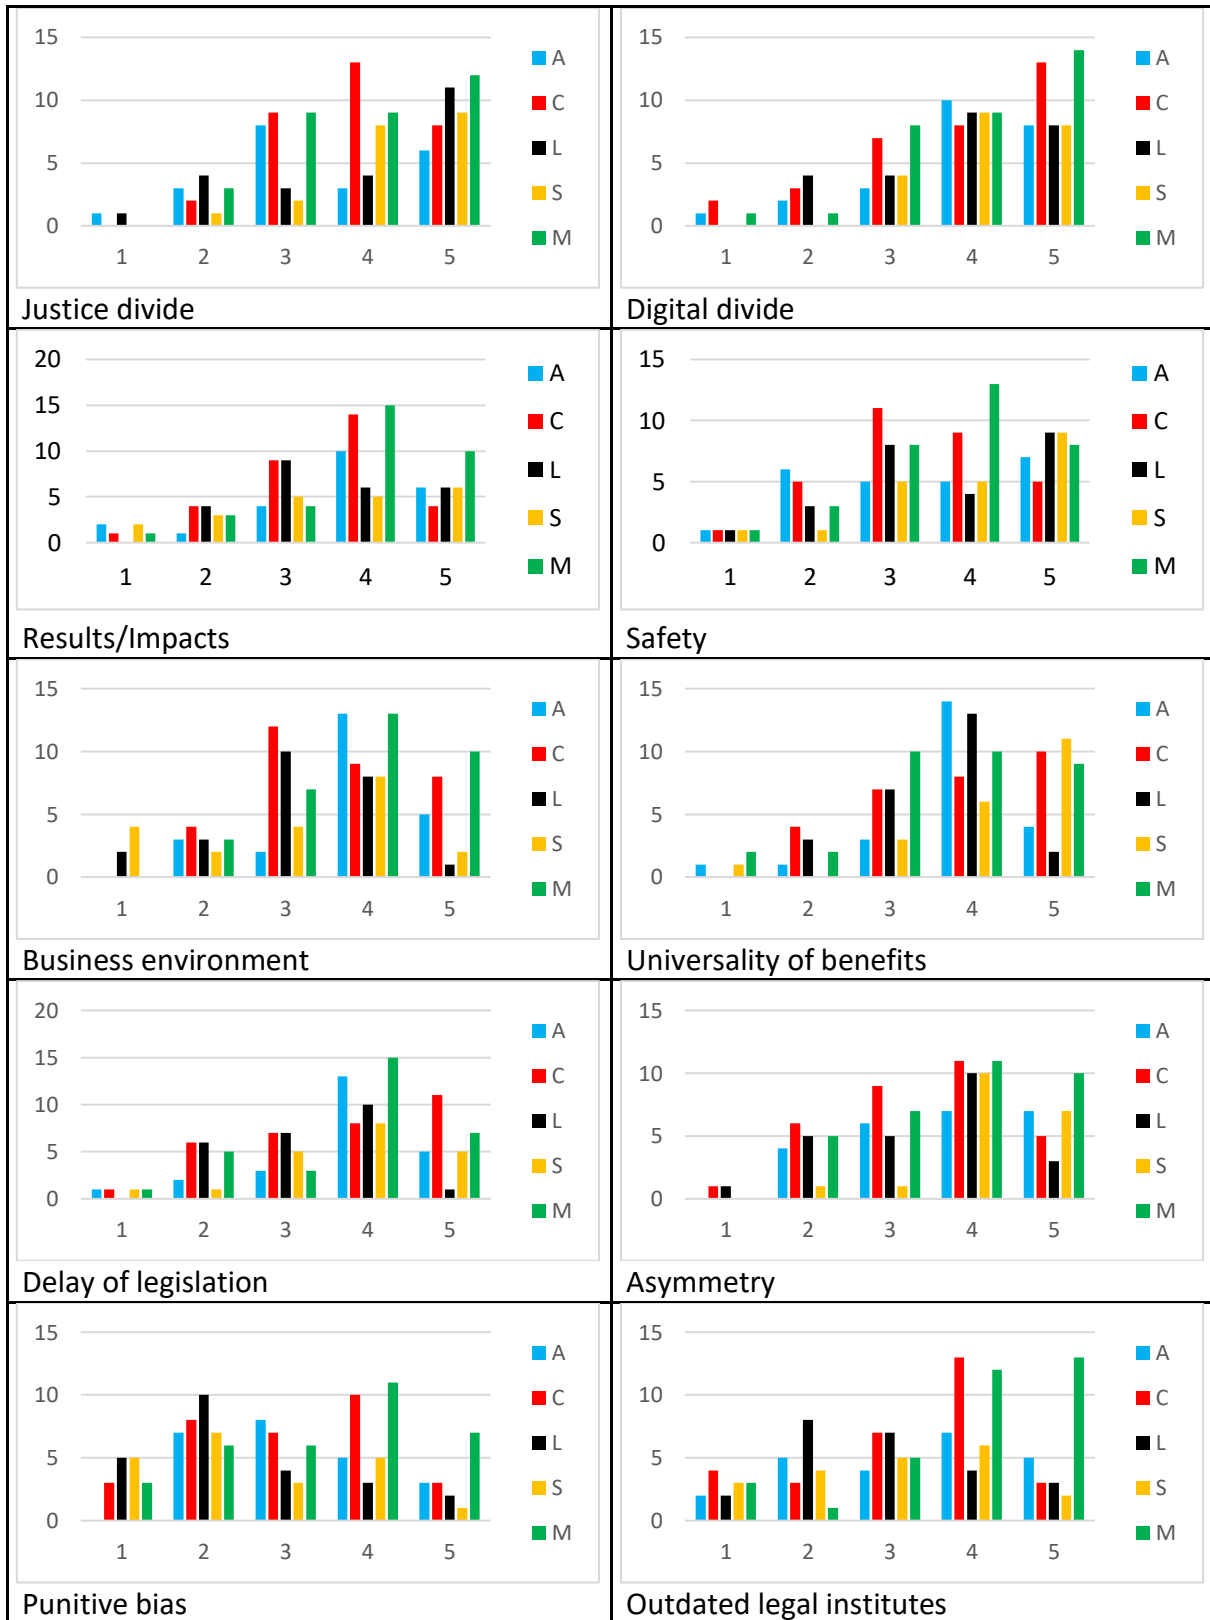 15
10
5
0
1 2 3 4 5
A
C
L
S
M
Justice divide
15
10
5
0
1 2 3 4 5
A
C
L
S
M
Digital divide
20
15
10
5
0
1 2 3 4 5
A
C
L
S
M
Results/Impacts
15
10
5
0
1 2 3 4 5
A
C
L
S
M
Safety
15
10
5
0
1 2 3 4 5
A
C
L
S
M
Business environment
15
10
5
0
1 2 3 4 5
A
C
L
S
M
Universality of benefits
20
15
10
5
0
1 2 3 4 5
A
C
L
S
M
Delay of legislation
15
10
5
0
1 2 3 4 5
A
C
L
S
M
Asymmetry
15
10
5
0
1 2 3 4 5
A
C
L
S
M
Punitive bias
15
10
5
0
1 2 3 4 5
A
C
L
S
M
Outdated legal institutes